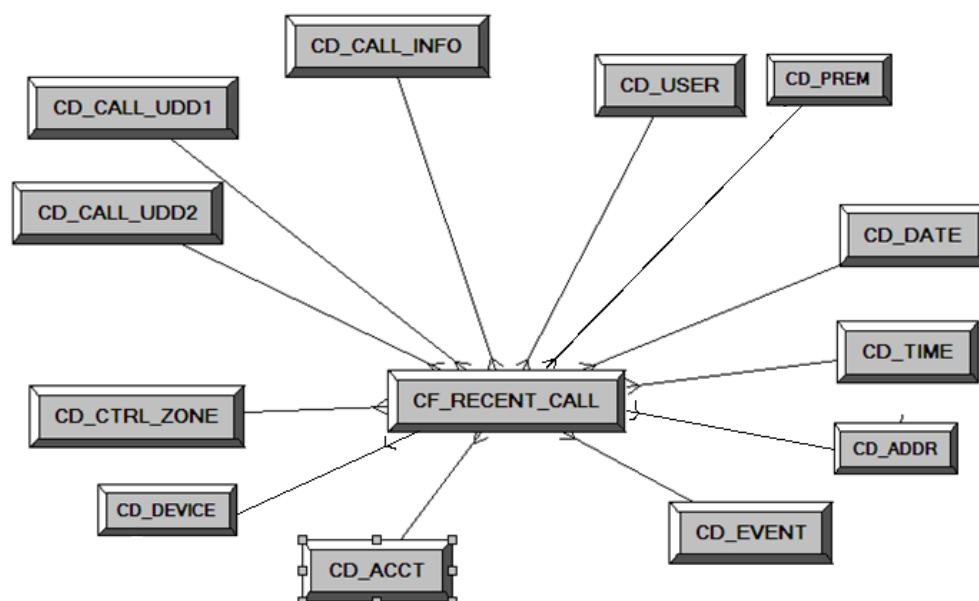 CD_CALL_INFO
CD_USER
CD_PREM
CD_CALL_UDD1
CD_CALL_UDD2
CD_DATE
CD_TIME
CF_RECENT_CALL
CD_CTRL_ZONE
CD_ADDR
CD_DEVICE
CD_EVENT
CD_ACCT